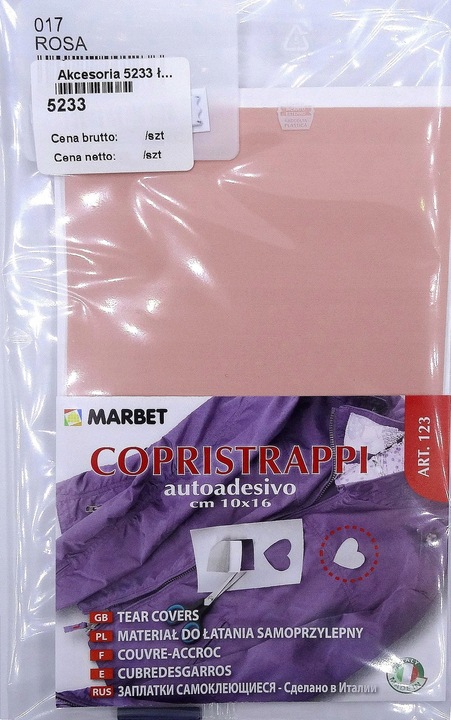 017
ROSA
Akcesoria 5233 ł...
5233
Cena brutto: /szt
Cena netto: /szt
MARBET
COPRISTRAPPI
autoadesivo
cm 10x16
ART. 123
GB TEAR COVERS
PL MATERIAŁ DO ŁATANIA SAMOPRZYLEPNY
F COUVRE-ACCROC
E CUBREDESGARROS
RUS ЗАПЛАТКИ САМОКЛЕЮЩИЕСЯ - Сделано в Италии